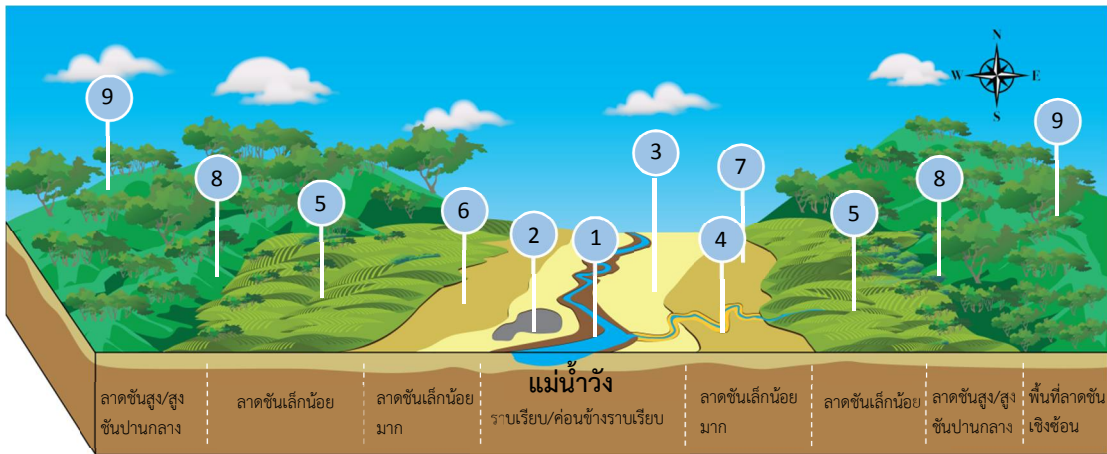 N
W E
S
9
9
3
7
8
8
5
5
6
2
1
4
แม่น้ำวัง
ราบเรียบ/ค่อนข้างราบเรียบ
ลาดชันสูง/สูง
ชันปานกลาง
ลาดชันเล็กน้อย
ลาดชันเล็กน้อย
มาก
ลาดชันเล็กน้อย
มาก
ลาดชันเล็กน้อย
ลาดชันสูง/สูง
ชันปานกลาง
พื้นที่ลาดชัน
เชิงซ้อน